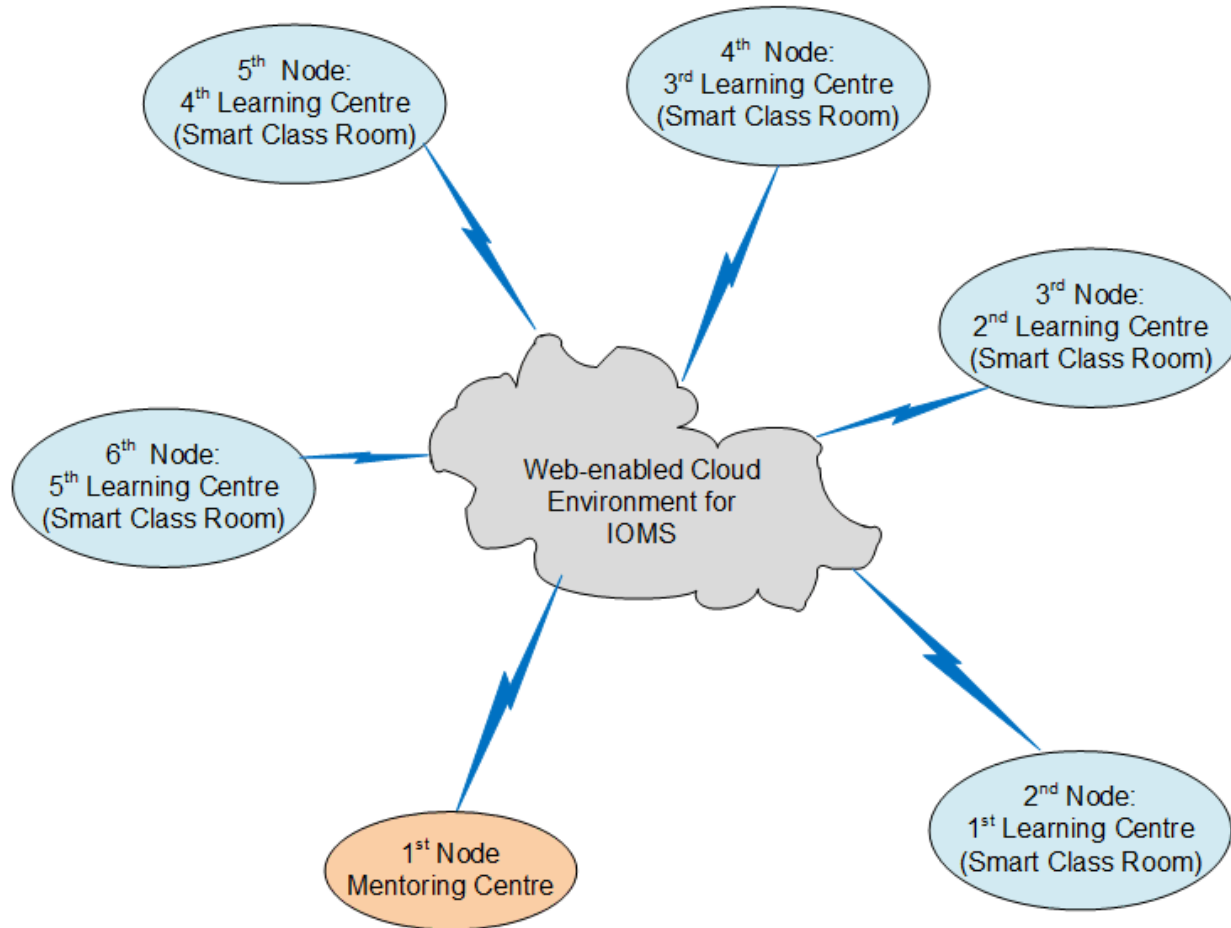 5th Node:
4th Learning Centre
(Smart Class Room)
4th Node:
3rd Learning Centre
(Smart Class Room)
3rd Node:
2nd Learning Centre
(Smart Class Room)
6th Node:
5th Learning Centre
(Smart Class Room)
Web-enabled Cloud
Environment for
IOMS
1st Node
Mentoring Centre
2nd Node:
1st Learning Centre
(Smart Class Room)